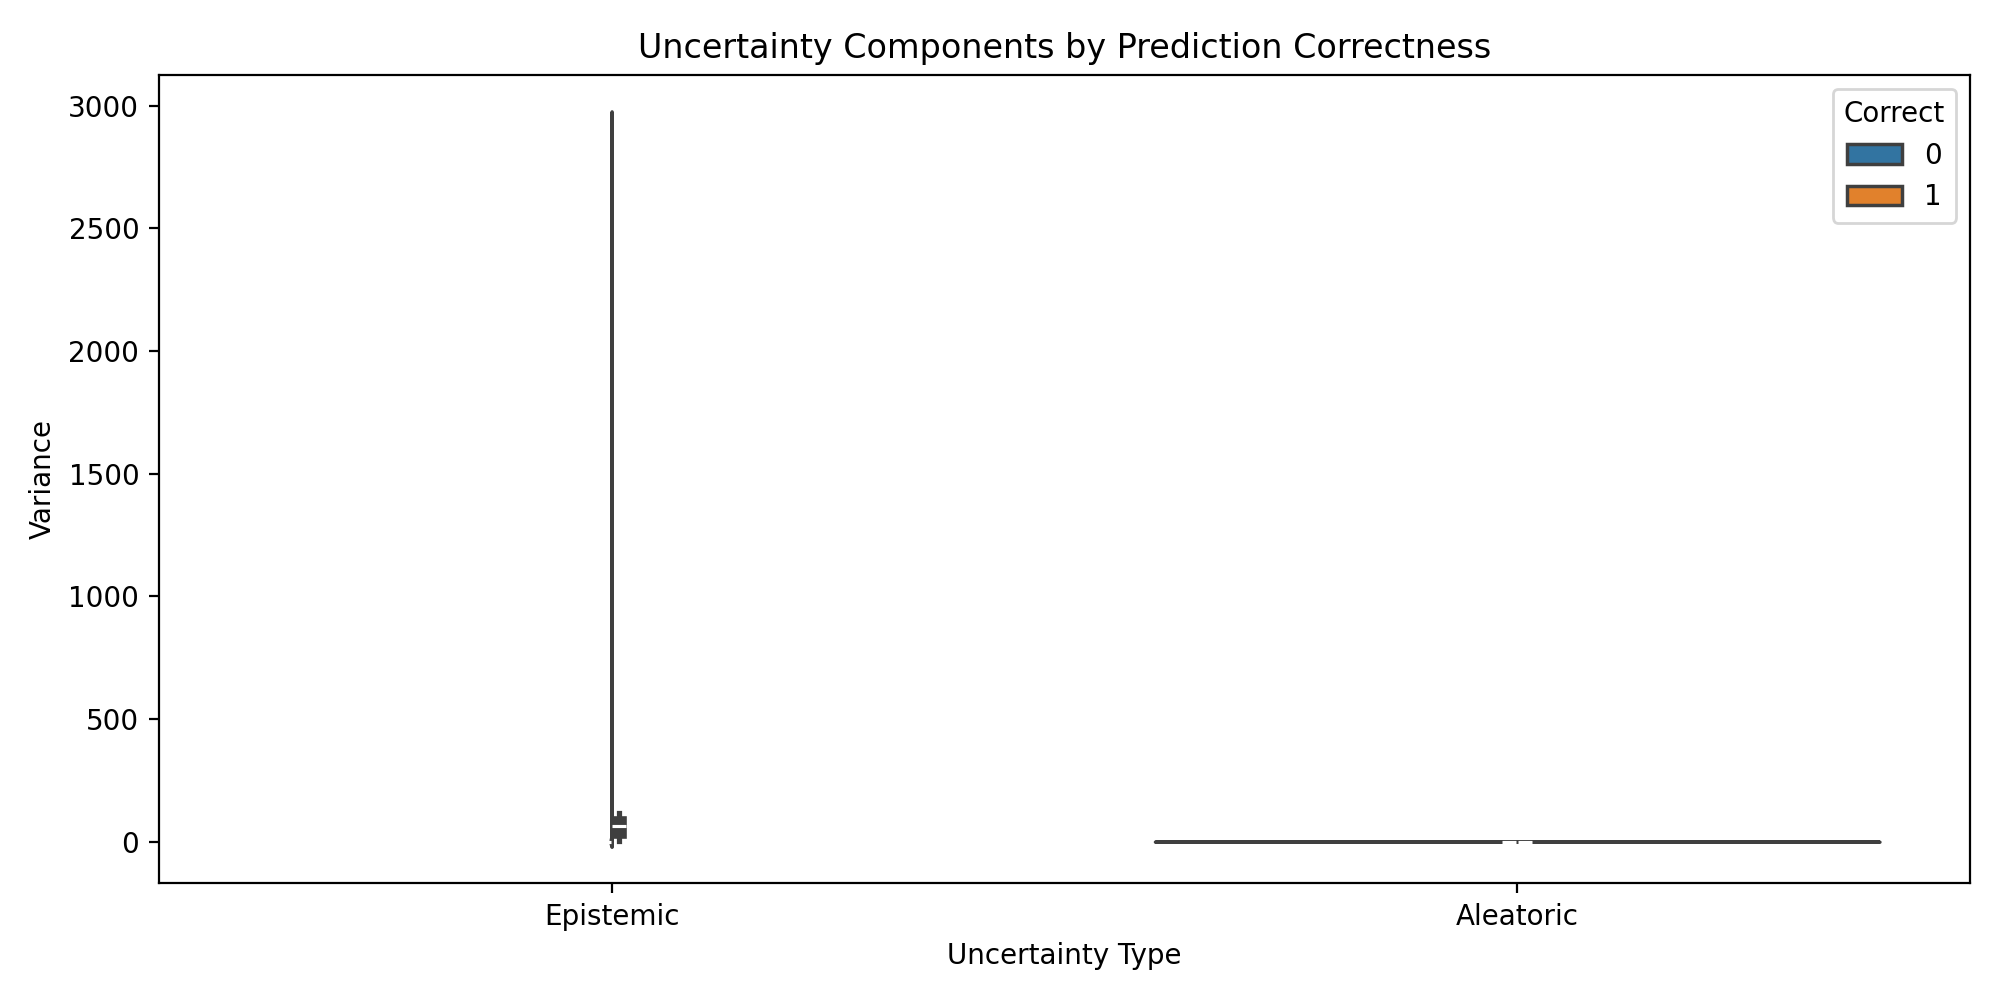 Uncertainty Components by Prediction Correctness
Correct
0
1
3000
2500
2000
1500
1000
500
0
Variance
Epistemic
Aleatoric
Uncertainty Type